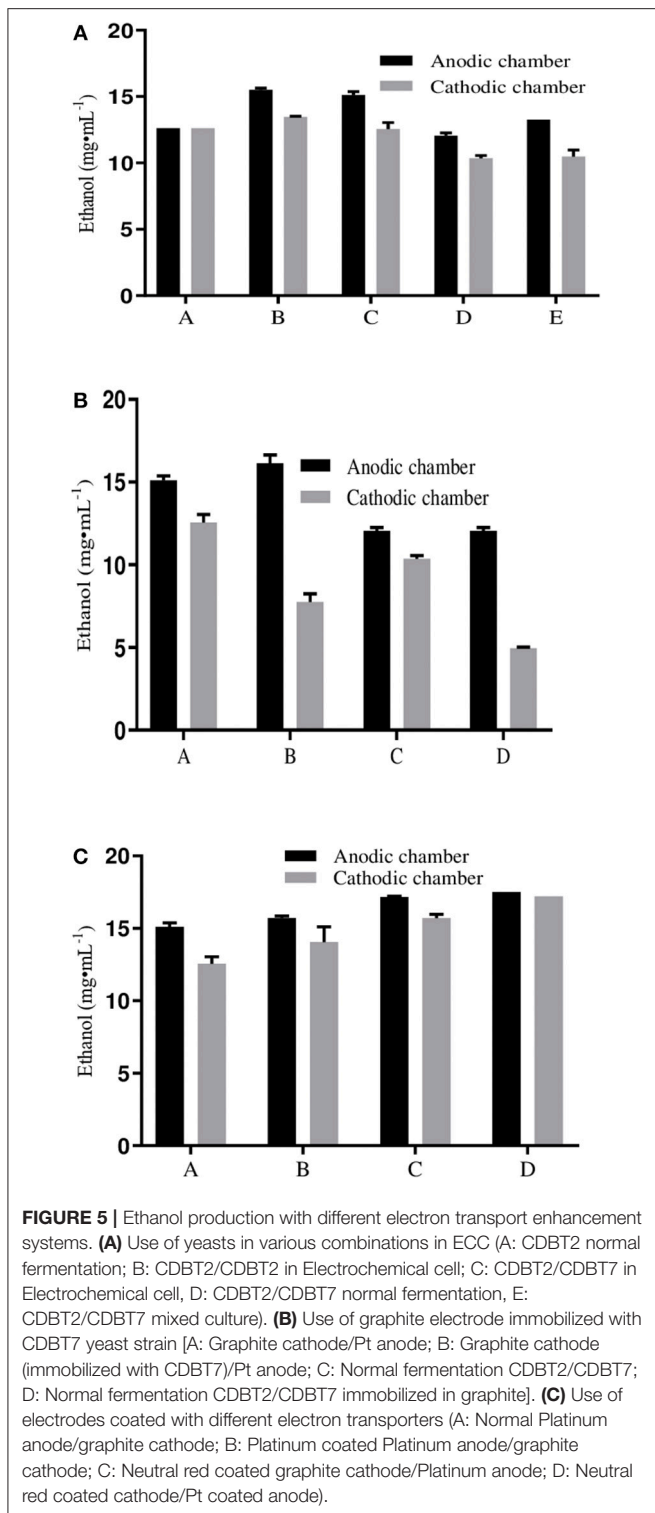 A
20
15
10
5
0
Ethanol (mg•mL⁻¹)
Anodic chamber
Cathodic chamber
A B C D E
B
20
15
10
5
0
Ethanol (mg•mL⁻¹)
Anodic chamber
Cathodic chamber
A B C D
C
20
15
10
5
0
Ethanol (mg•mL⁻¹)
Anodic chamber
Cathodic chamber
A B C D
FIGURE 5 | Ethanol production with different electron transport enhancement
systems. (A) Use of yeasts in various combinations in ECC (A: CDBT2 normal
fermentation; B: CDBT2/CDBT2 in Electrochemical cell; C: CDBT2/CDBT7 in
Electrochemical cell, D: CDBT2/CDBT7 normal fermentation, E:
CDBT2/CDBT7 mixed culture). (B) Use of graphite electrode immobilized with
CDBT7 yeast strain [A: Graphite cathode/Pt anode; B: Graphite cathode
(immobilized with CDBT7)/Pt anode; C: Normal fermentation CDBT2/CDBT7;
D: Normal fermentation CDBT2/CDBT7 immobilized in graphite]. (C) Use of
electrodes coated with different electron transporters (A: Normal Platinum
anode/graphite cathode; B: Platinum coated Platinum anode/graphite
cathode; C: Neutral red coated graphite cathode/Platinum anode; D: Neutral
red coated cathode/Pt coated anode).